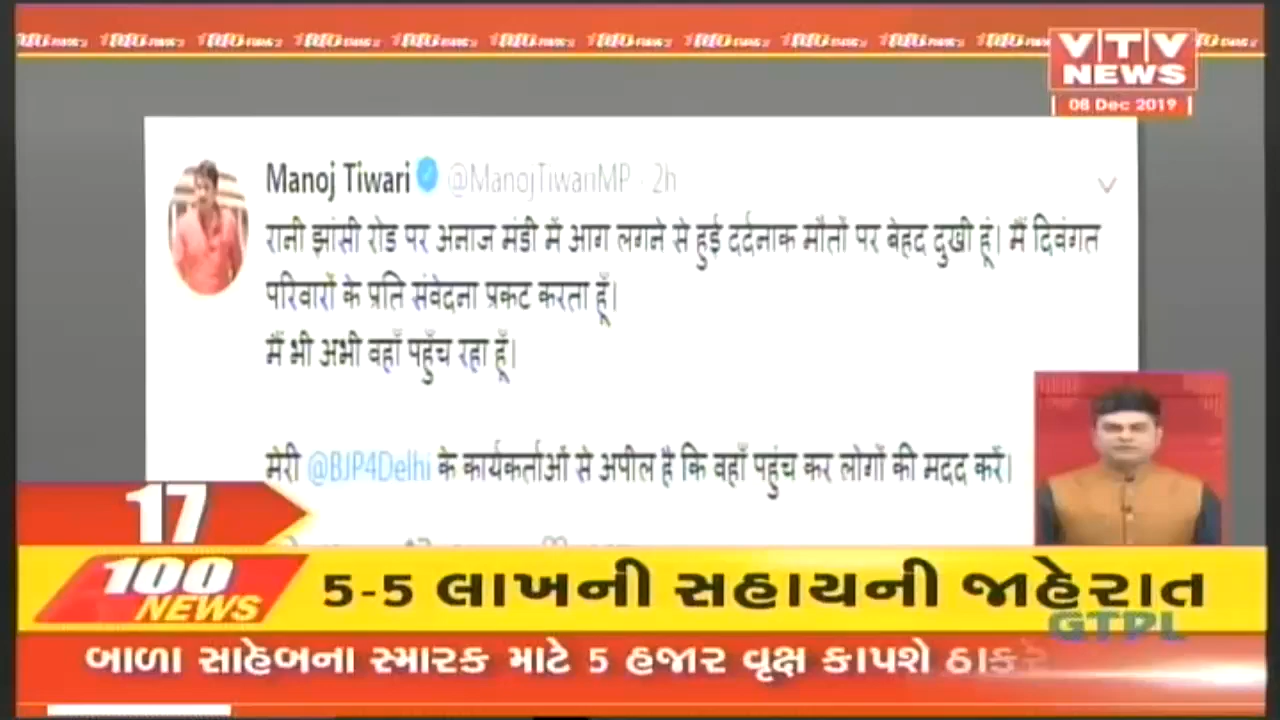 VTV
NEWS
08 Dec 2019
Manoj Tiwari @ManojTiwariMP · 2h
रानी झांसी रोड पर अनाज मंडी में आग लगने से हुई दर्दनाक मौतों पर बेहद दुखी हूं। मैं दिवंगत
परिवारों के प्रति संवेदना प्रकट करता हूँ।
मैं भी अभी वहाँ पहुँच रहा हूँ।
मेरी @BJP4Delhi के कार्यकर्ताओं से अपील है कि वहाँ पहुंच कर लोगों की मदद करें।
17
100
NEWS
5-5 લાખની સહાયની જાહેરાત
GTPL
બાળા સાહેબના સ્મારક માટે 5 હજાર વૃક્ષ કાપશે